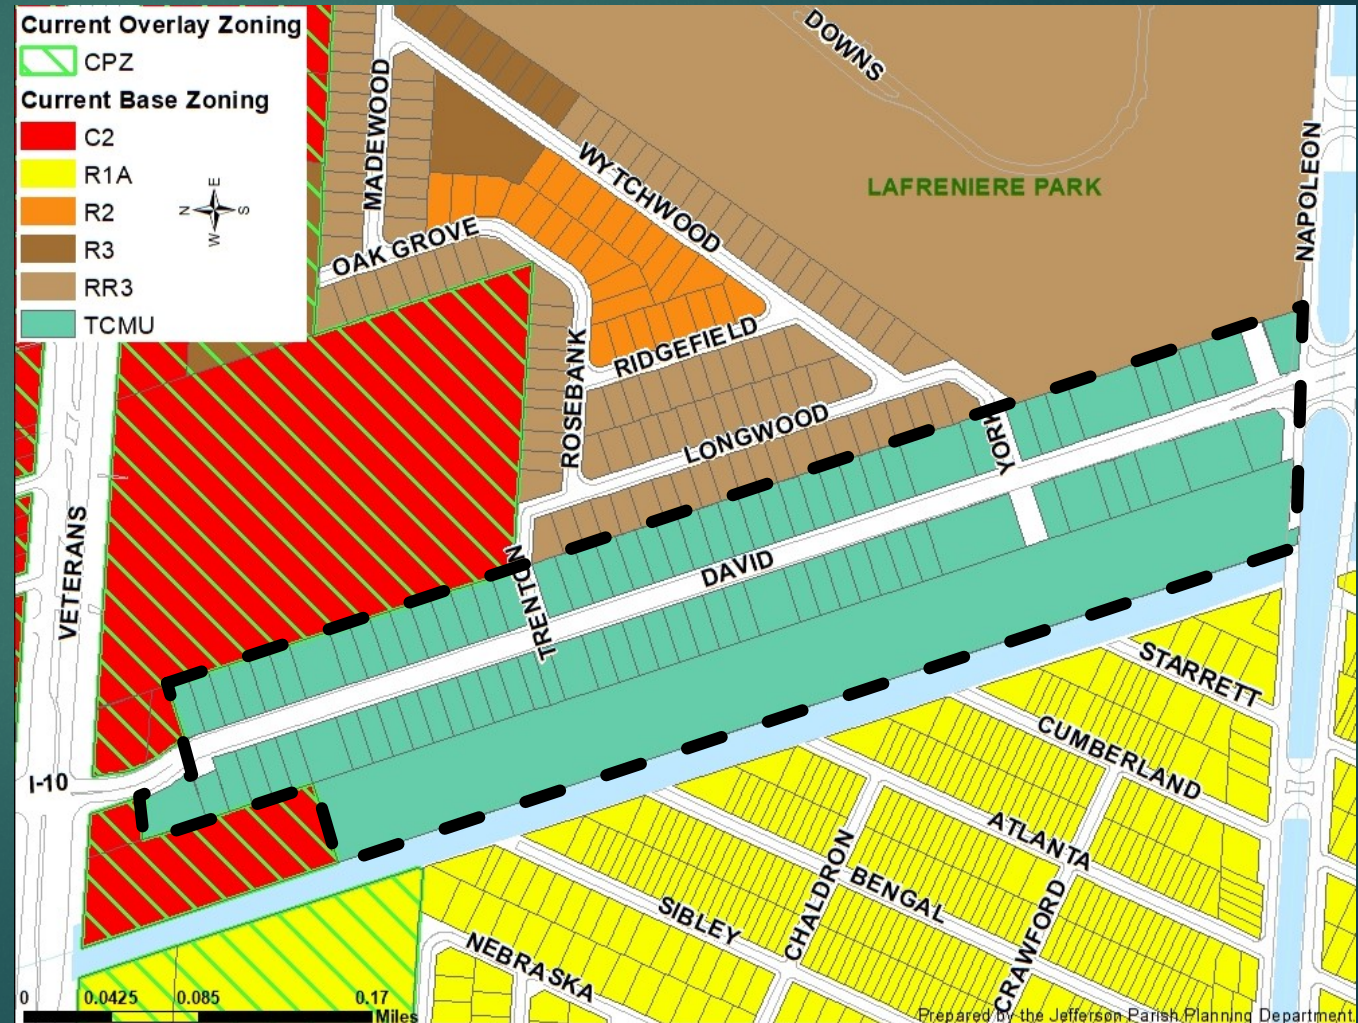 Current Overlay Zoning
CPZ
Current Base Zoning
C2
R1A
R2
R3
RR3
TCMU
E
N
S
W
DOWNS
MADEWOOD
WYTCHWOOD
NAPOLEON
LAFRENIERE PARK
OAK GROVE
RIDGEFIELD
ROSEBANK
LONGWOOD
YORK
VETERANS
TRENTON
DAVID
STARRETT
CUMBERLAND
I-10
ATLANTA
CHALDRON
BENGAL
SIBLEY
CRAWFORD
NEBRASKA
0 0.0425 0.085 0.17
Miles
Prepared by the Jefferson Parish Planning Department.